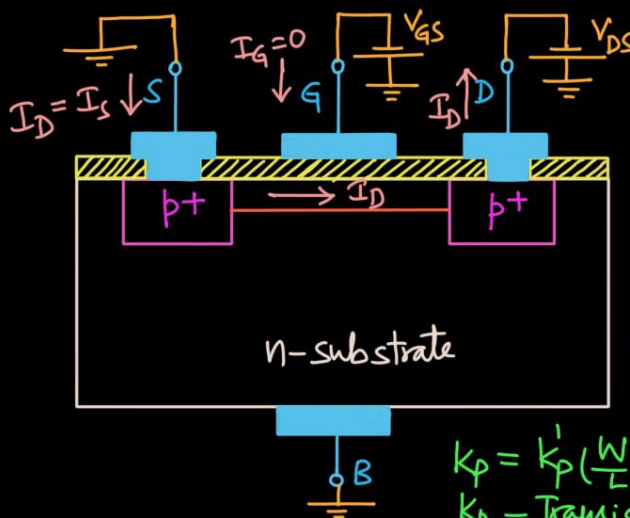 V_GS
V_DS
I_G=0
I_D = I_S
S
G
I_D
D
p+
I_D
p+
n-substrate
B
K_p = K'_p (W/L